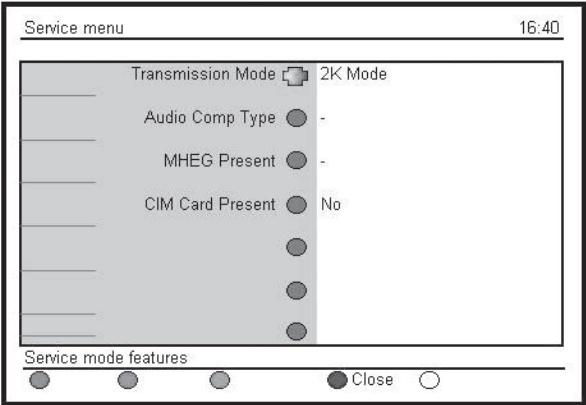 Service menu 16:40
Transmission Mode 2K Mode
Audio Comp Type -
MHEG Present -
CIM Card Present No
Service mode features
Close